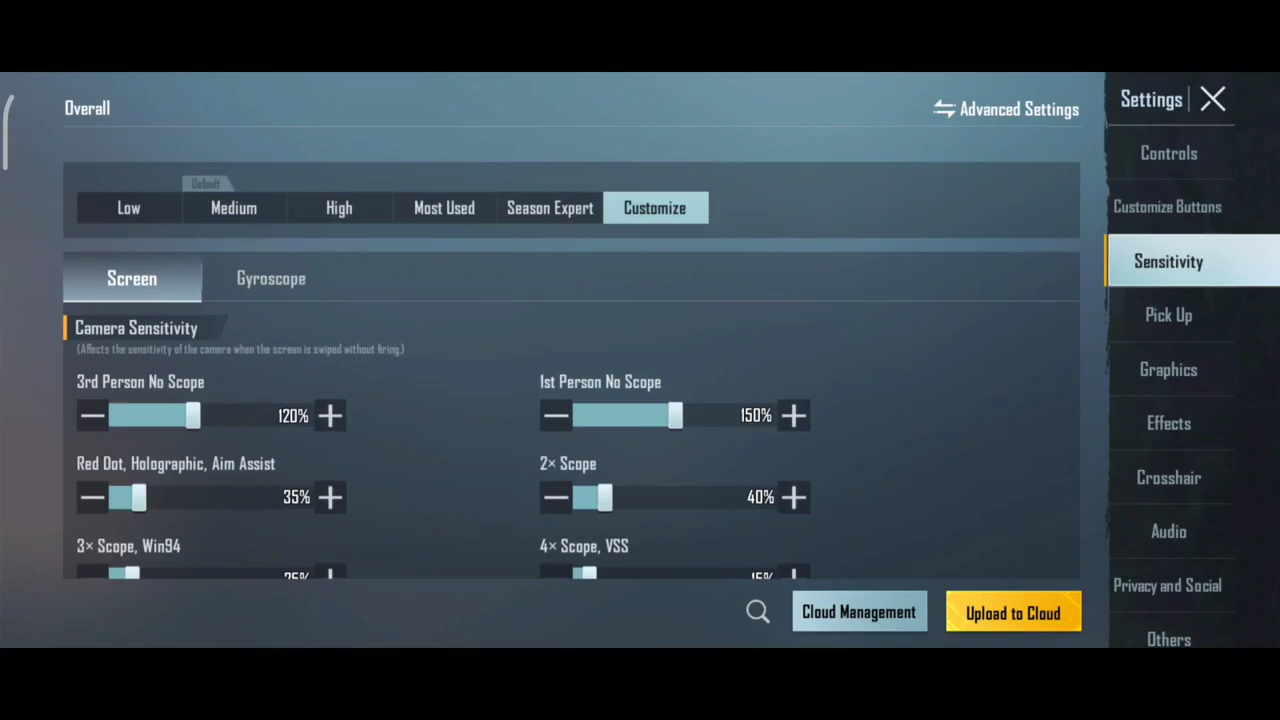 Overall
Advanced Settings
Default
Low Medium High Most Used Season Expert Customize
Screen Gyroscope
Camera Sensitivity
(Affects the sensitivity of the camera when the screen is swiped without firing.)
3rd Person No Scope 1st Person No Scope
120% 150%
Red Dot, Holographic, Aim Assist 2× Scope
35% 40%
3× Scope, Win94 4× Scope, VSS
25% 15%
Cloud Management Upload to Cloud
Settings
Controls
Customize Buttons
Sensitivity
Pick Up
Graphics
Effects
Crosshair
Audio
Privacy and Social
Others